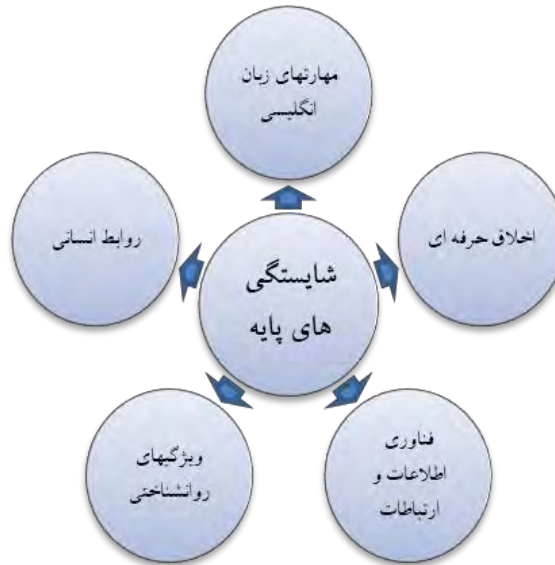 مهارتهای زبان
انگلیسی
اخلاق حرفه ای
روابط انسانی
شایستگی
های پایه
فناوری
اطلاعات و
ارتباطات
ویژگیهای
روانشناختی